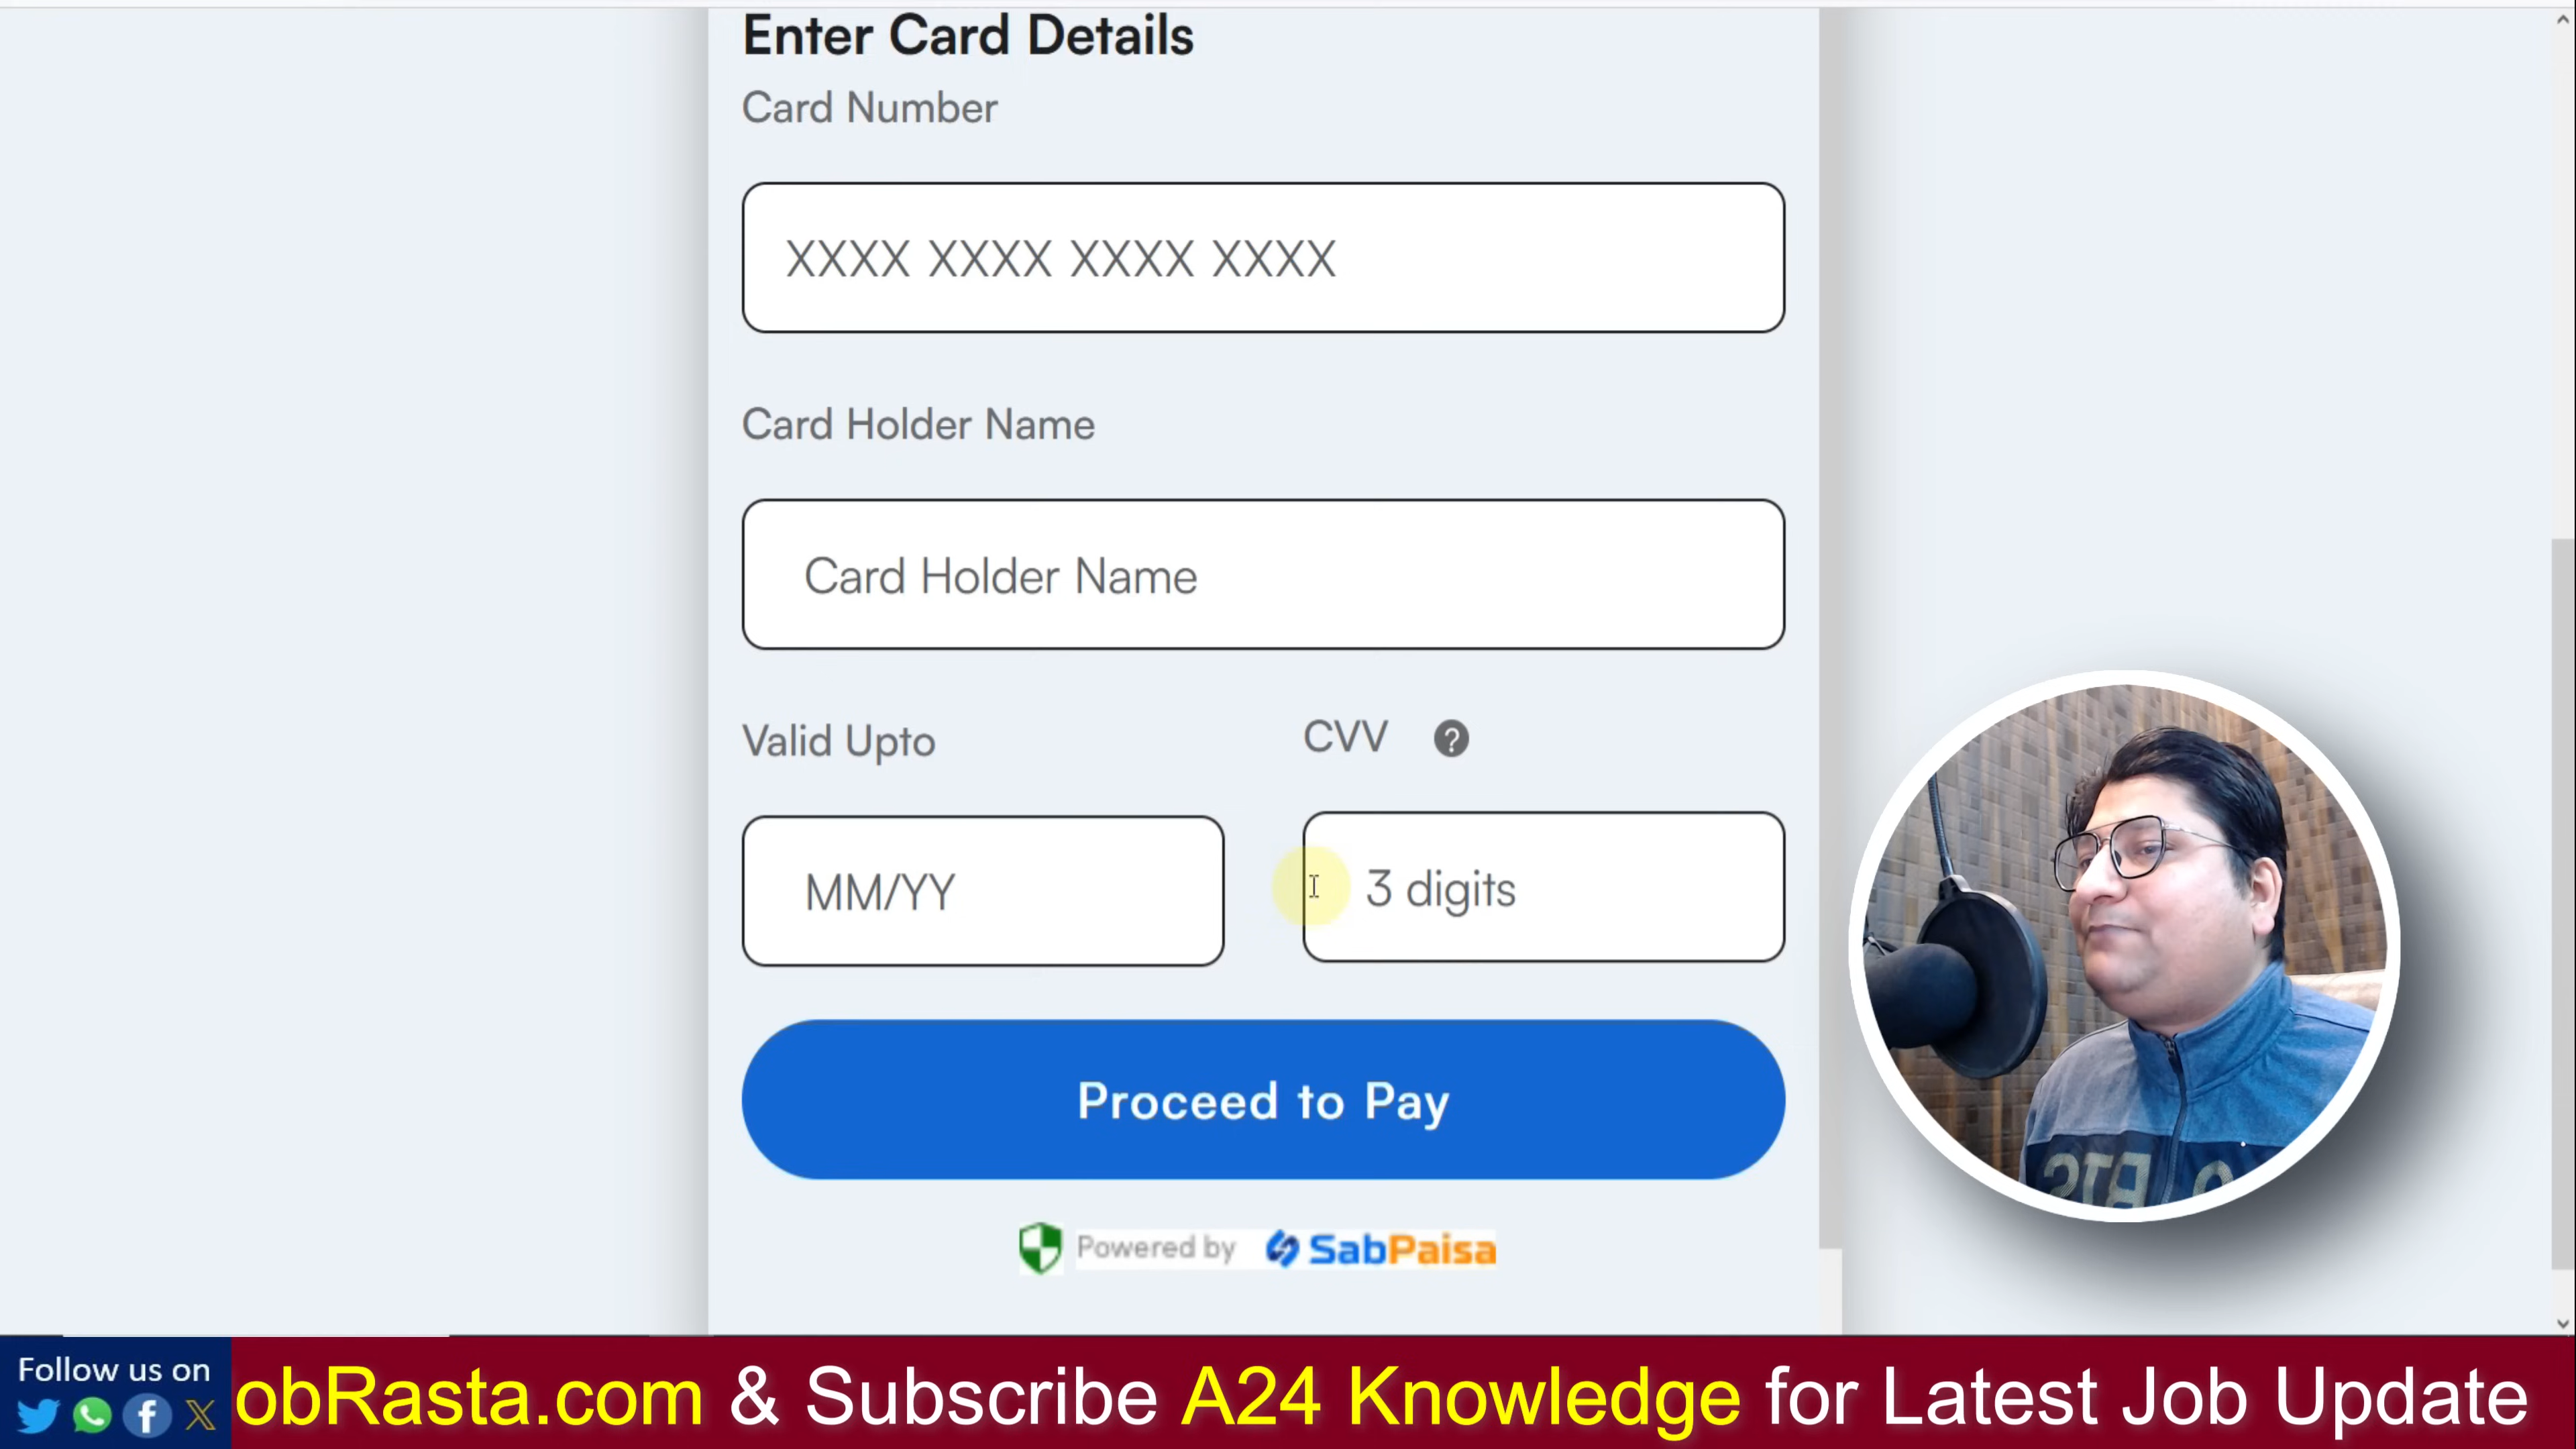 Enter Card Details
Card Number
XXXX XXXX XXXX XXXX
Card Holder Name
Card Holder Name
Valid Upto
CVV ?
MM/YY
3 digits
Proceed to Pay
Powered by SabPaisa
Follow us on
obRasta.com & Subscribe A24 Knowledge for Latest Job Update